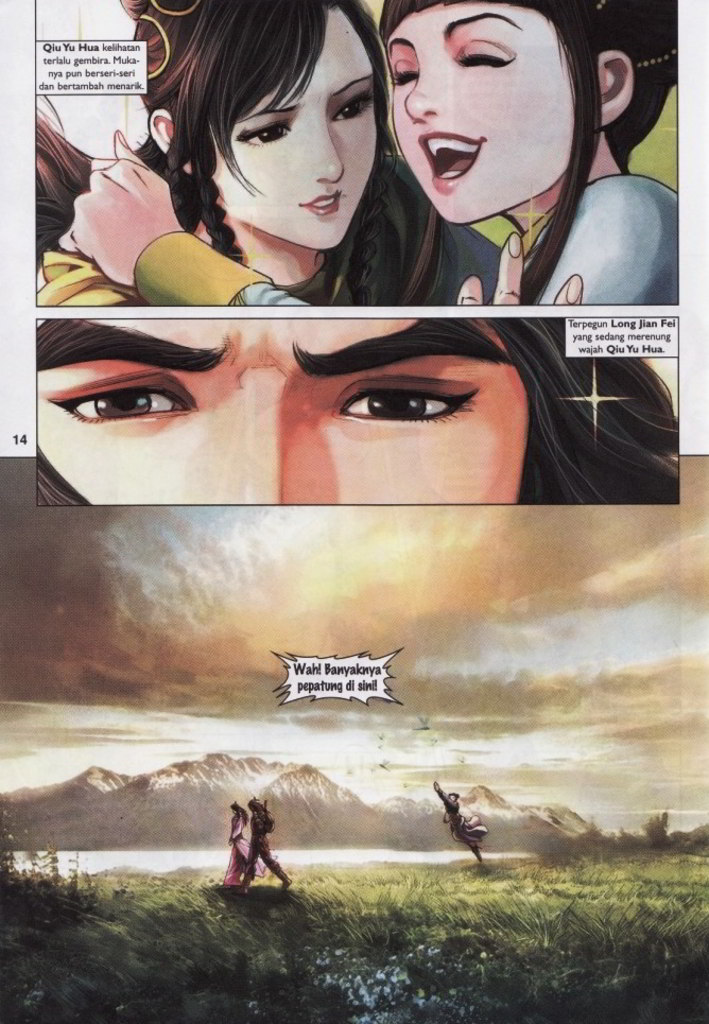 Qiu Yu Hua kelihatan
terlalu gembira. Muka-
nya pun berseri-seri
dan bertambah menarik.
Terpegun Long Jian Fei
yang sedang merenung
wajah Qiu Yu Hua.
14
Wah! Banyaknya
pepatung di sini!